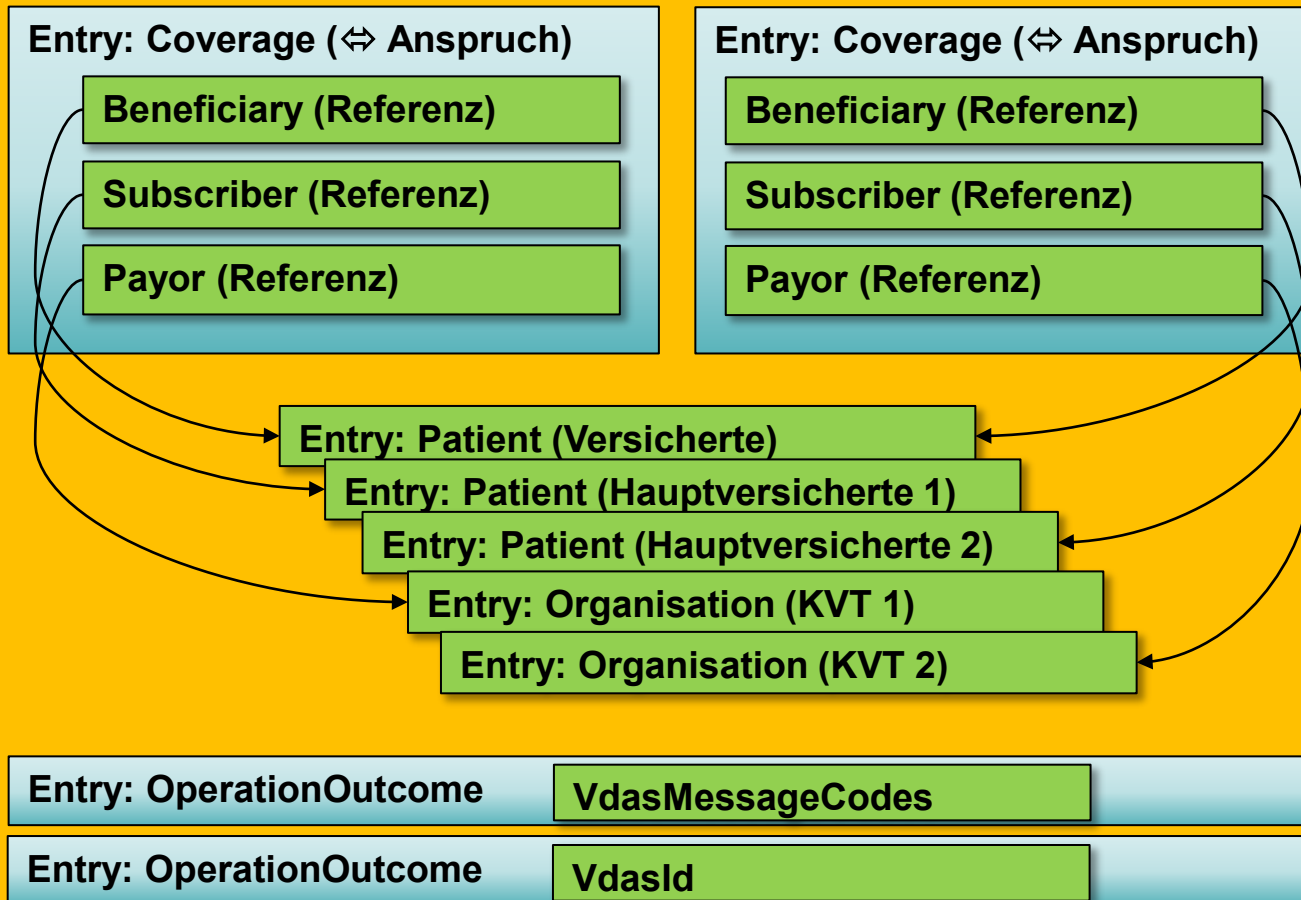 Entry: Coverage (⇔ Anspruch)
Beneficiary (Referenz)
Subscriber (Referenz)
Payor (Referenz)
Entry: Coverage (⇔ Anspruch)
Beneficiary (Referenz)
Subscriber (Referenz)
Payor (Referenz)
Entry: Patient (Versicherte)
Entry: Patient (Hauptversicherte 1)
Entry: Patient (Hauptversicherte 2)
Entry: Organisation (KVT 1)
Entry: Organisation (KVT 2)
Entry: OperationOutcome VdasMessageCodes
Entry: OperationOutcome VdasId